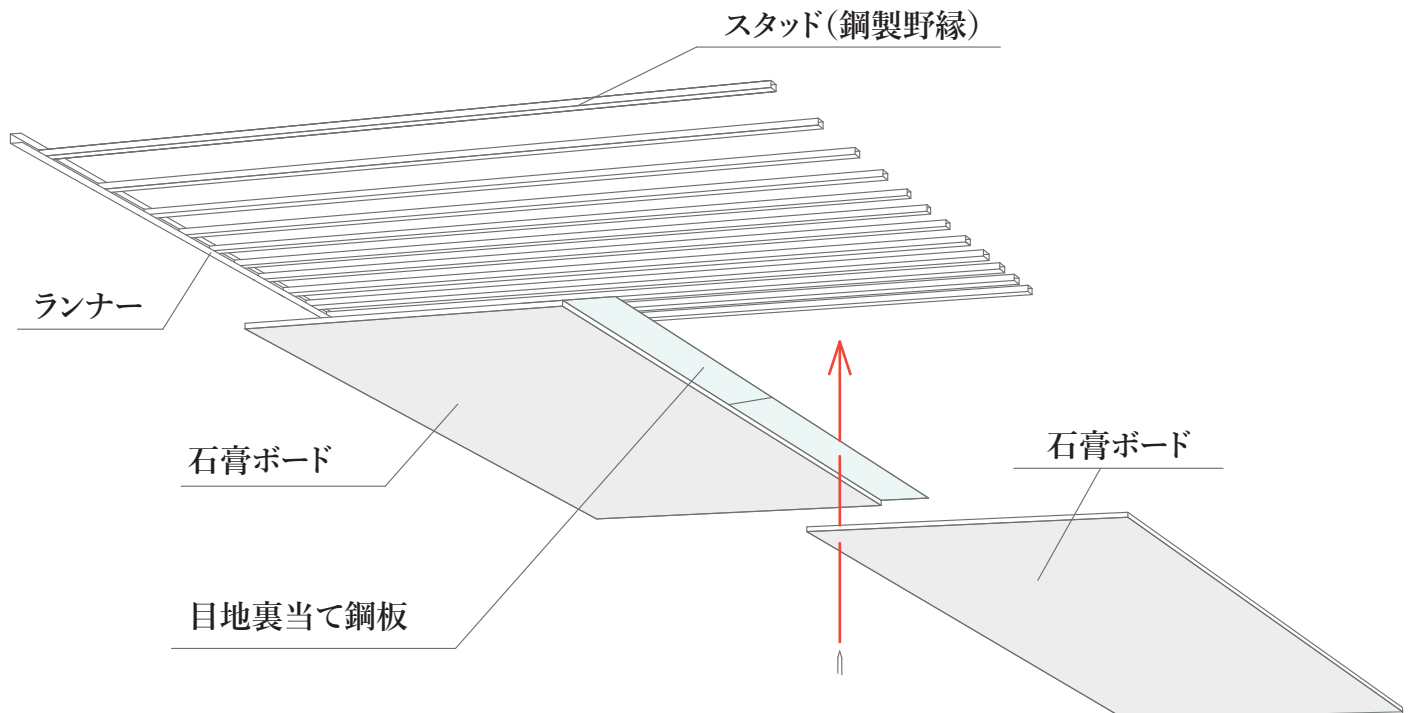 スタッド（鋼製野縁）
ランナー
石膏ボード
石膏ボード
目地裏当て鋼板